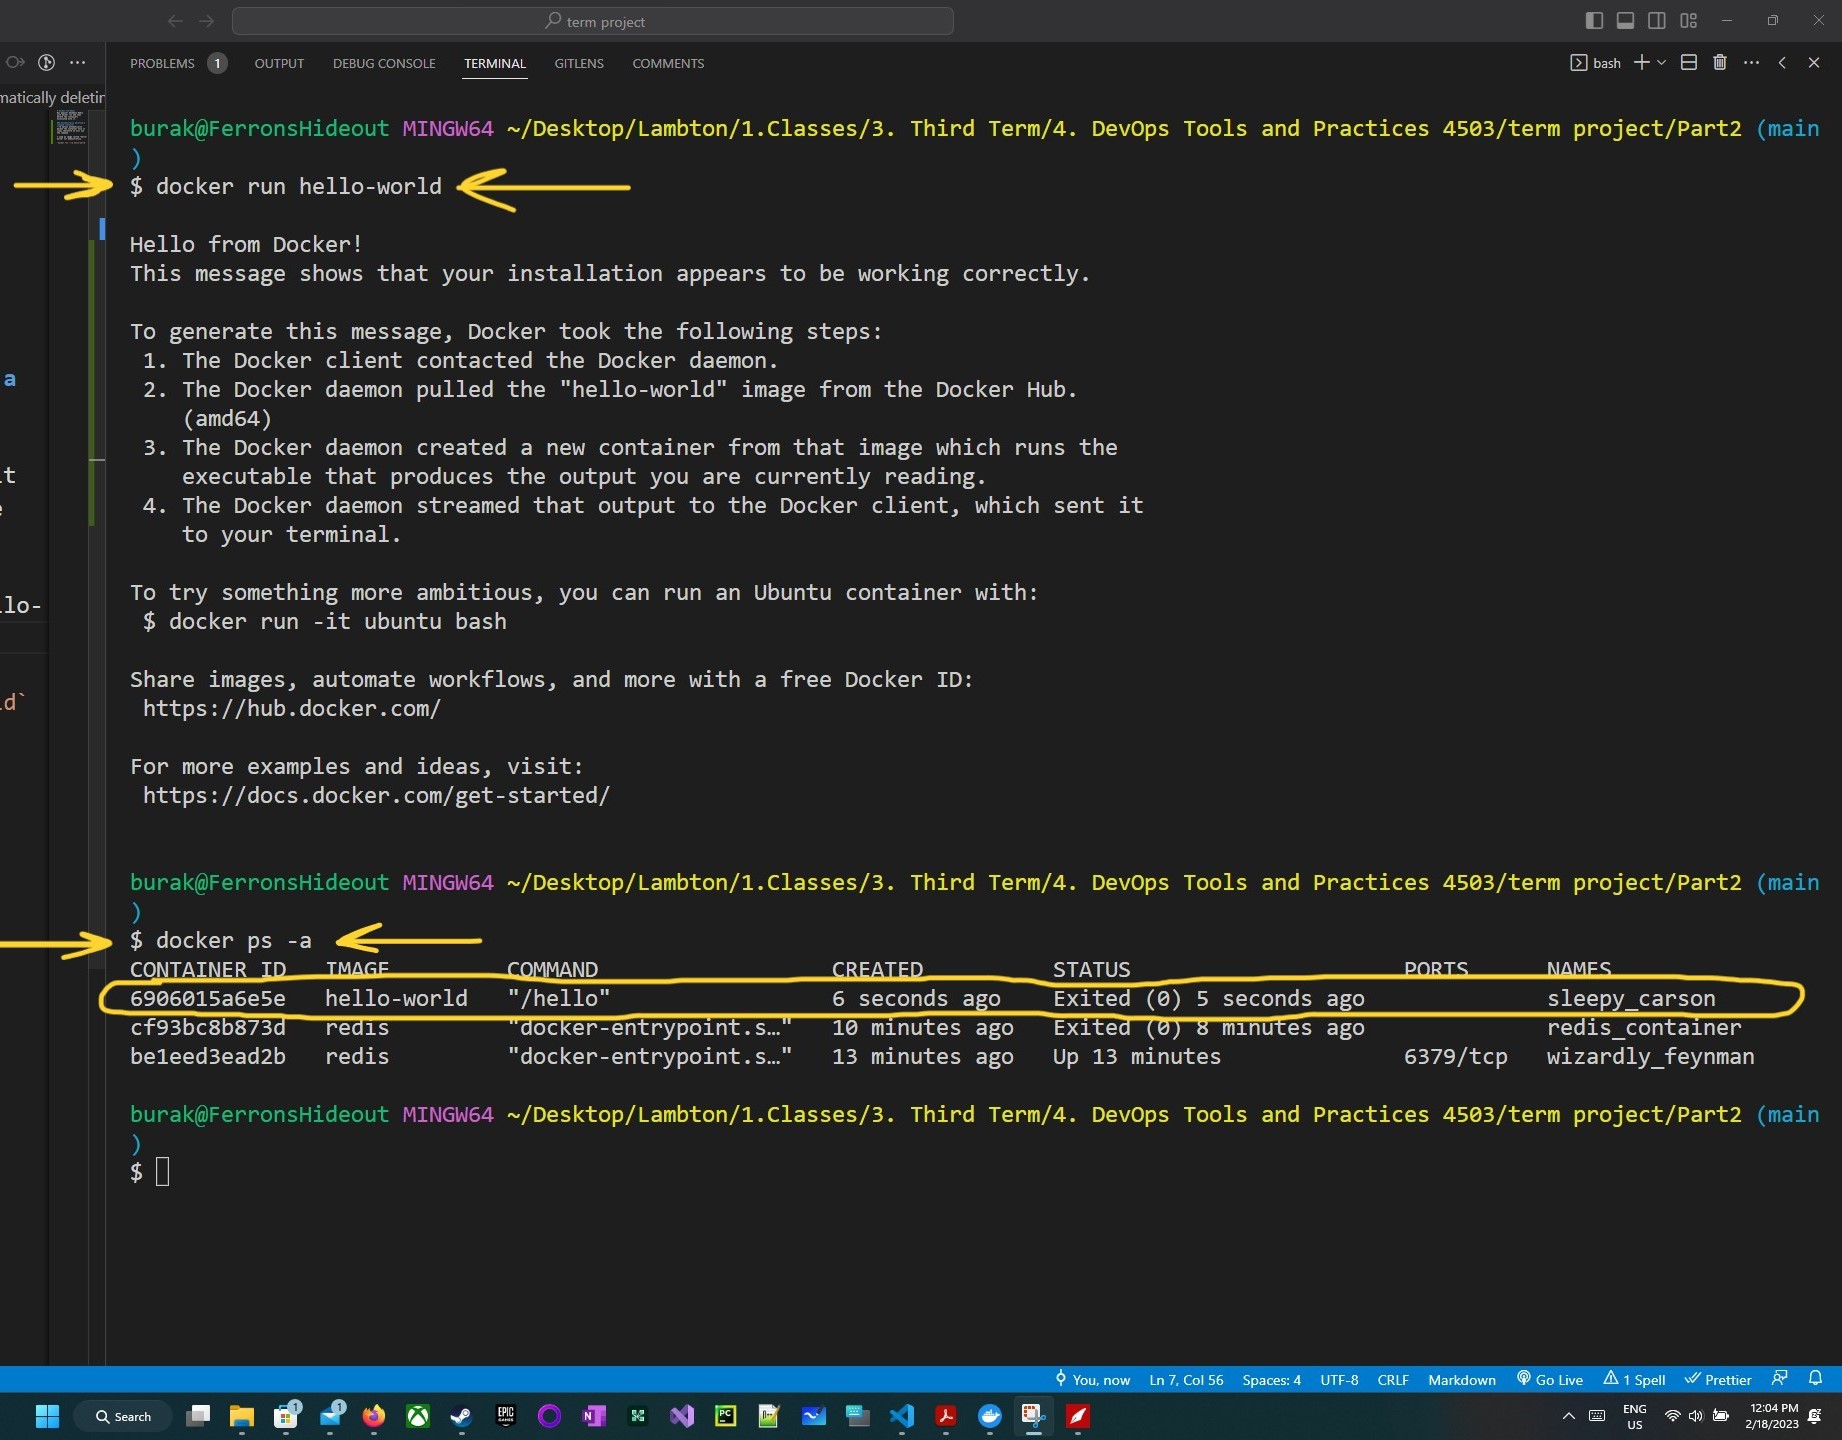 term project
PROBLEMS 1 OUTPUT DEBUG CONSOLE TERMINAL GITLENS COMMENTS bash
burak@FerronsHideout MINGW64 ~/Desktop/Lambton/1.Classes/3. Third Term/4. DevOps Tools and Practices 4503/term project/Part2 (main
)
$ docker run hello-world
Hello from Docker!
This message shows that your installation appears to be working correctly.
To generate this message, Docker took the following steps:
1. The Docker client contacted the Docker daemon.
2. The Docker daemon pulled the "hello-world" image from the Docker Hub.
(amd64)
3. The Docker daemon created a new container from that image which runs the
executable that produces the output you are currently reading.
4. The Docker daemon streamed that output to the Docker client, which sent it
to your terminal.
To try something more ambitious, you can run an Ubuntu container with:
$ docker run -it ubuntu bash
Share images, automate workflows, and more with a free Docker ID:
https://hub.docker.com/
For more examples and ideas, visit:
https://docs.docker.com/get-started/
burak@FerronsHideout MINGW64 ~/Desktop/Lambton/1.Classes/3. Third Term/4. DevOps Tools and Practices 4503/term project/Part2 (main
)
$ docker ps -a
CONTAINER ID IMAGE COMMAND CREATED STATUS PORTS NAMES
6906015a6e5e hello-world "/hello" 6 seconds ago Exited (0) 5 seconds ago sleepy_carson
cf93bc8b873d redis "docker-entrypoint.s…" 10 minutes ago Exited (0) 8 minutes ago redis_container
be1eed3ead2b redis "docker-entrypoint.s…" 13 minutes ago Up 13 minutes 6379/tcp wizardly_feynman
burak@FerronsHideout MINGW64 ~/Desktop/Lambton/1.Classes/3. Third Term/4. DevOps Tools and Practices 4503/term project/Part2 (main
)
$
You, now Ln 7, Col 56 Spaces: 4 UTF-8 CRLF Markdown Go Live 1 Spell Prettier
Search ENG 12:04 PM
US 2/18/2023